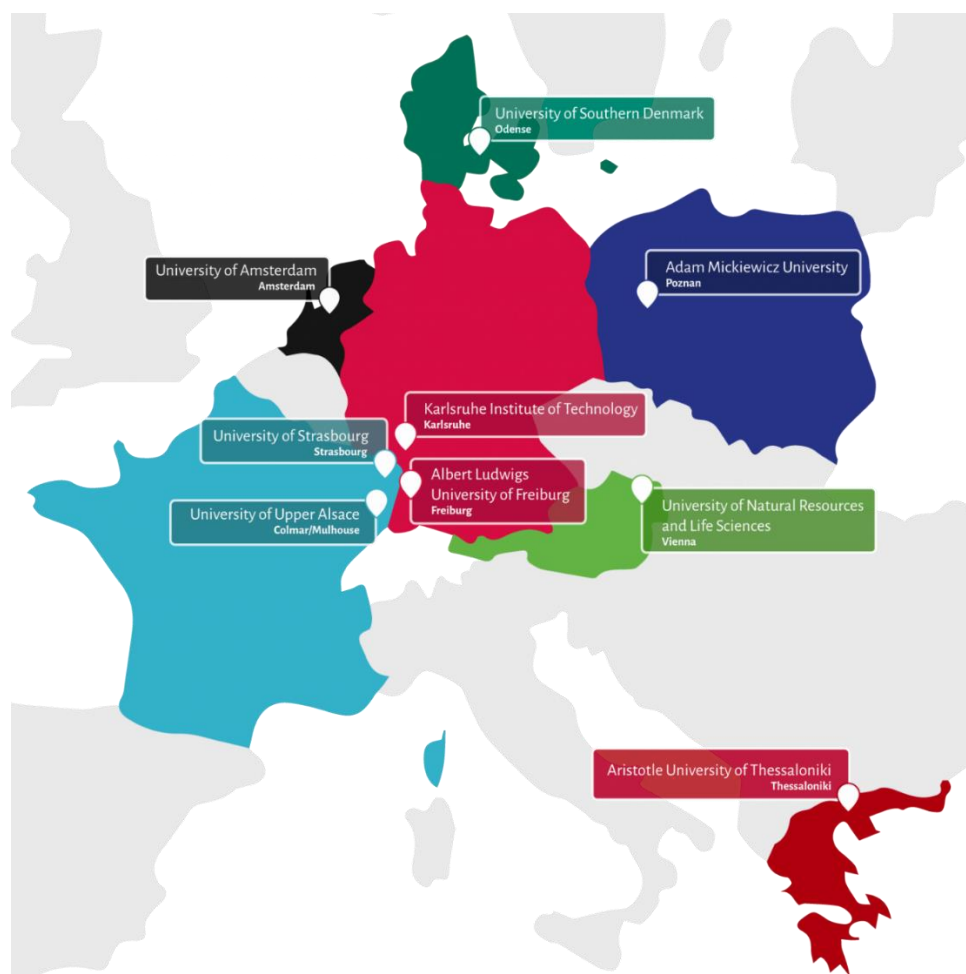 University of Southern Denmark
Odense
University of Amsterdam
Amsterdam
Adam Mickiewicz University
Poznan
Karlsruhe Institute of Technology
Karlsruhe
University of Strasbourg
Strasbourg
Albert Ludwigs
University of Freiburg
Freiburg
University of Upper Alsace
Colmar/Mulhouse
University of Natural Resources
and Life Sciences
Vienna
Aristotle University of Thessaloniki
Thessaloniki